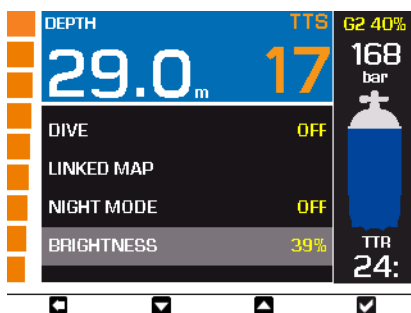 DEPTH TTS G2 40%
29.0 m 17 168
bar
DIVE OFF
LINKED MAP
NIGHT MODE OFF
BRIGHTNESS 39%
TTR
24: